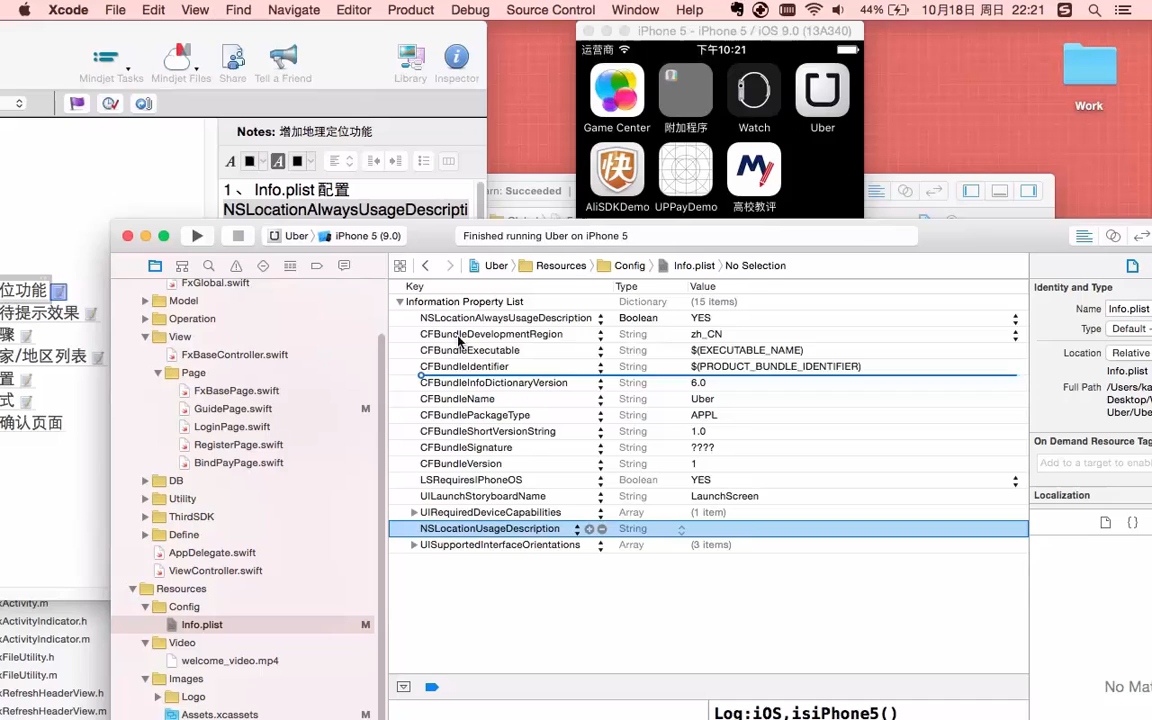 Xcode File Edit View Find Navigate Editor Product Debug Source Control Window Help 44% 10月18日 周日 22:21
iPhone 5 - iPhone 5 / iOS 9.0 (13A340)
运营商 下午10:21
Mindjet Tasks Mindjet Files Share Tell a Friend Library Inspector
Game Center 附加程序 Watch Uber
Work
Notes: 增加地理定位功能
1、 Info.plist 配置
NSLocationAlwaysUsageDescripti
AliSDKDemo UPPayDemo 高校教评
Succeeded
Uber iPhone 5 (9.0) Finished running Uber on iPhone 5
Uber Resources Config Info.plist No Selection
位功能
待提示效果
骤
家/地区列表
置
式
确认页面
FxGlobal.swift
Model
Operation
View
FxBaseController.swift
Page
FxBasePage.swift
GuidePage.swift M
LoginPage.swift
RegisterPage.swift
BindPayPage.swift
DB
Utility
ThirdSDK
Define
AppDelegate.swift
ViewController.swift
Resources
Config
Info.plist M
Video
welcome_video.mp4
Images
Logo
Assets.xcassets M
Key Type Value
Information Property List Dictionary (15 items)
NSLocationAlwaysUsageDescription Boolean YES
CFBundleDevelopmentRegion String zh_CN
CFBundleExecutable String $(EXECUTABLE_NAME)
CFBundleIdentifier String $(PRODUCT_BUNDLE_IDENTIFIER)
CFBundleInfoDictionaryVersion String 6.0
CFBundleName String Uber
CFBundlePackageType String APPL
CFBundleShortVersionString String 1.0
CFBundleSignature String ????
CFBundleVersion String 1
LSRequiresIPhoneOS Boolean YES
UILaunchStoryboardName String LaunchScreen
UIRequiredDeviceCapabilities Array (1 item)
NSLocationUsageDescription String
UISupportedInterfaceOrientations Array (3 items)
Identity and Type
Name Info.plist
Type Default -
Location Relative
Info.plist
Full Path /Users/ka
Desktop/
Uber/Ube
On Demand Resource Tag
Add to a target to enabl
Localization
No Ma
xActivity.m
xActivityIndicator.h
xActivityIndicator.m
xFileUtility.h
xFileUtility.m
xRefreshHeaderView.h
xRefreshHeaderView.m
Log:iOS,isiPhone5()